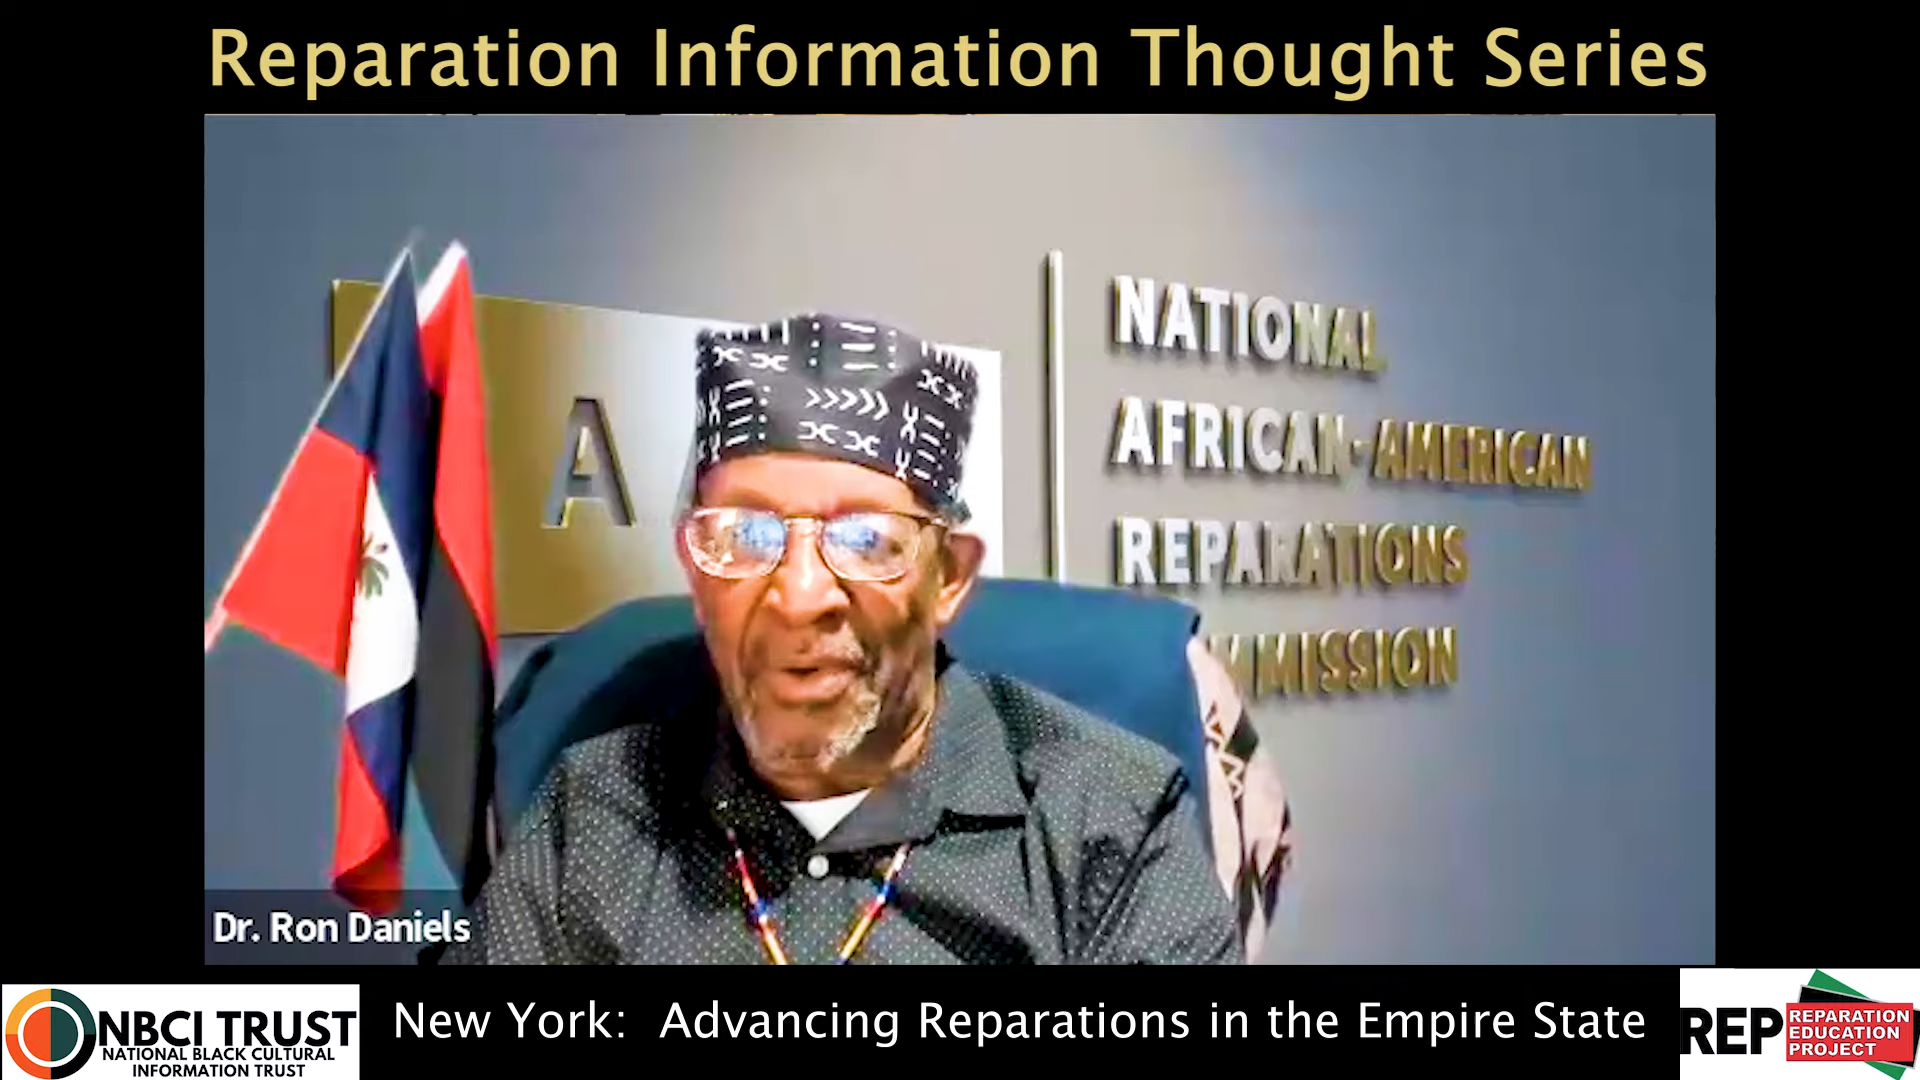 Reparation Information Thought Series
A
NATIONAL
AFRICAN-AMERICAN
REPARATIONS
MMISSION
Dr. Ron Daniels
NBCI TRUST
NATIONAL BLACK CULTURAL
INFORMATION TRUST
New York: Advancing Reparations in the Empire State
REP
REPARATION
EDUCATION
PROJECT